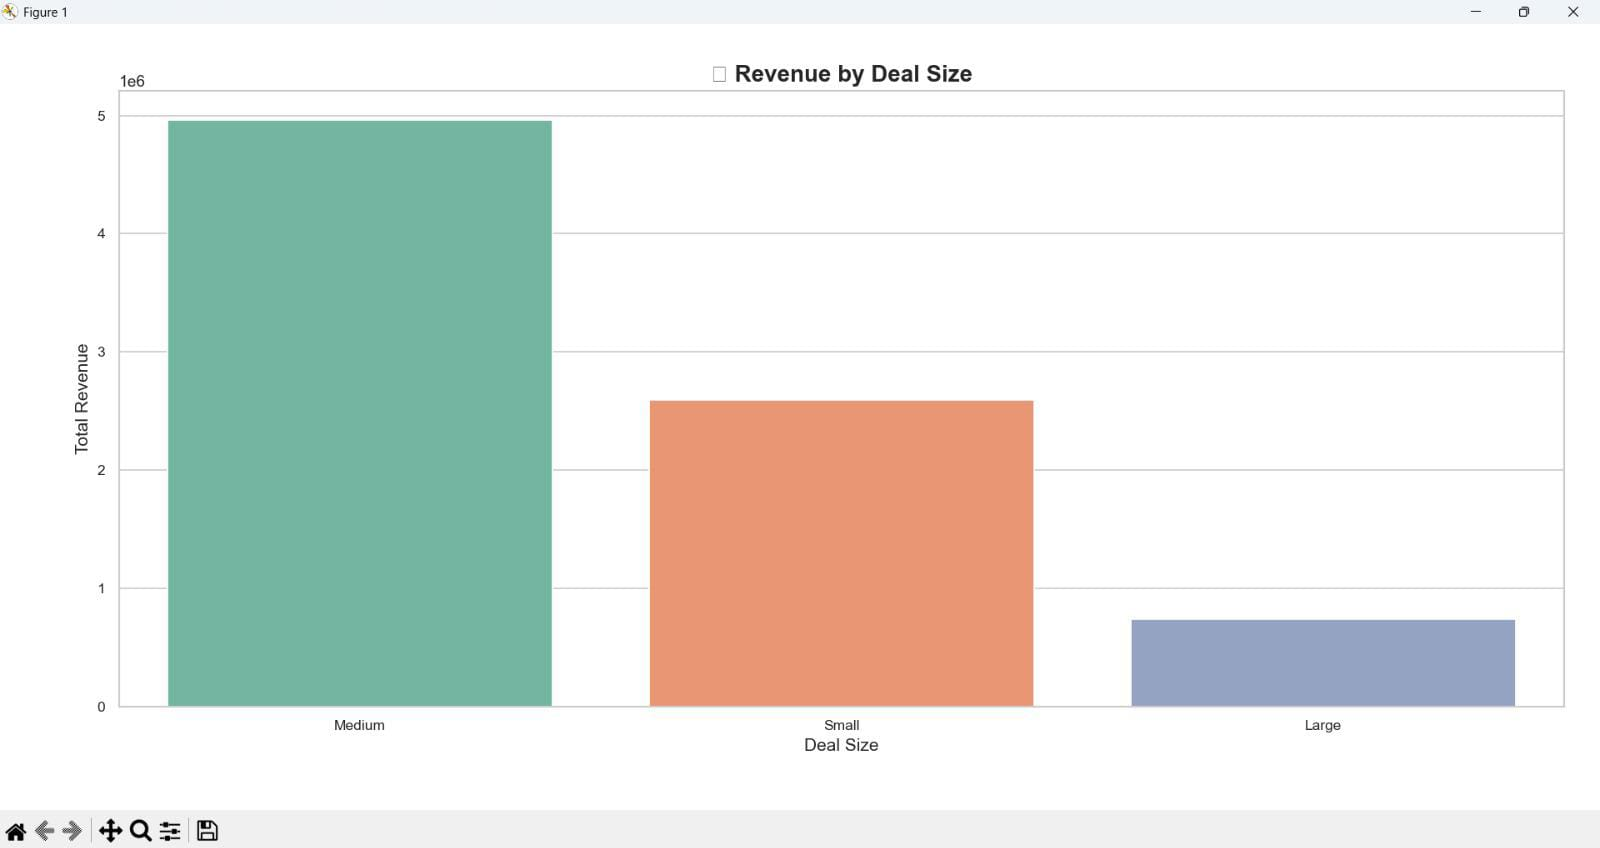 Figure 1
Revenue by Deal Size
1e6
5
4
3
2
1
0
Total Revenue
Medium
Small
Large
Deal Size